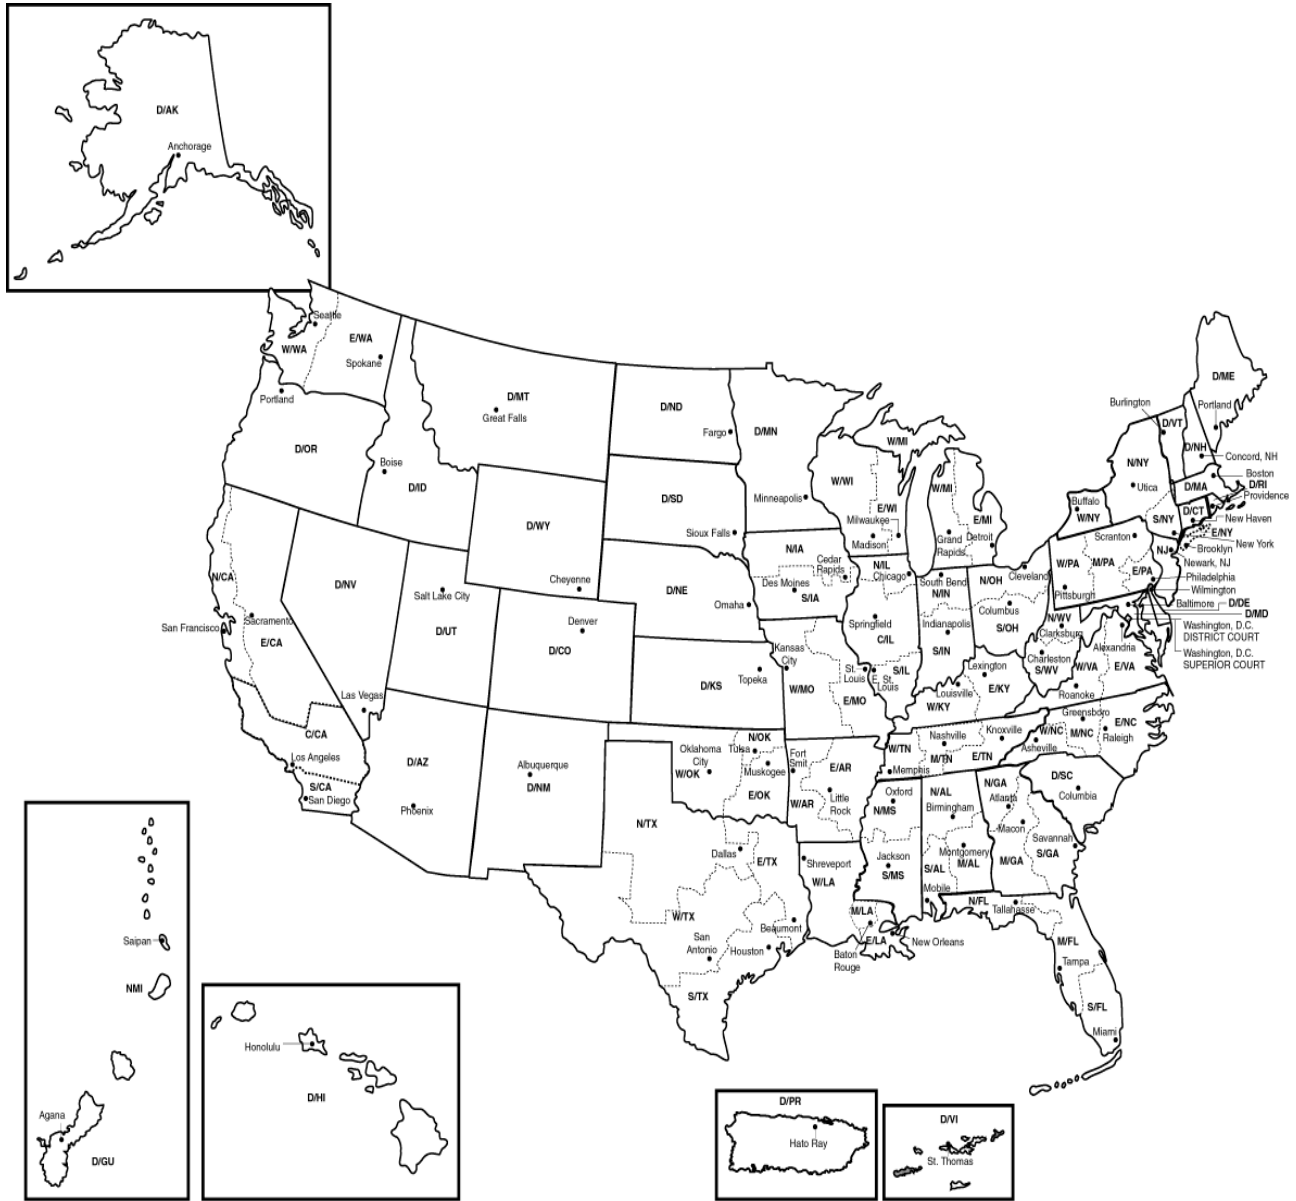 D/AK
Anchorage
Seattle
W/WA
E/WA
Spokane
Portland
D/OR
Boise
D/ID
D/MT
Great Falls
D/ND
Fargo
D/MN
Minneapolis
D/SD
Sioux Falls
D/WY
Cheyenne
D/NE
Omaha
N/CA
San Francisco
Sacramento
E/CA
D/NV
Las Vegas
Salt Lake City
D/UT
Denver
D/CO
D/KS
Topeka
C/CA
Los Angeles
S/CA
San Diego
D/AZ
Phoenix
Albuquerque
D/NM
Oklahoma
City
W/OK
N/OK
Tulsa
Muskogee
E/OK
N/TX
Dallas
E/TX
W/TX
San
Antonio
Houston
Beaumont
S/TX
W/WI
E/WI
Milwaukee
Madison
W/MI
W/MI
Grand
Rapids
E/MI
Detroit
N/IA
Cedar
Rapids
Des Moines
S/IA
N/IL
Chicago
Springfield
C/IL
S/IL
E. St.
Louis
South Bend
N/IN
Indianapolis
S/IN
N/OH
Cleveland
Columbus
S/OH
Kansas
City
W/MO
St.
Louis
E/MO
Lexington
Louisville
E/KY
W/KY
Fort
Smit
E/AR
W/AR
Little
Rock
W/TN
Memphis
Nashville
M/TN
Knoxville
E/TN
Oxford
N/MS
Jackson
S/MS
N/AL
Birmingham
Montgomery
M/AL
S/AL
Mobile
N/GA
Atlanta
Macon
M/GA
Savannah
S/GA
Shreveport
W/LA
M/LA
E/LA
Baton
Rouge
New Orleans
N/FL
Tallahasse
M/FL
Tampa
S/FL
Miami
D/SC
Columbia
W/NC
Asheville
Greensboro
M/NC
E/NC
Raleigh
N/WV
Clarksburg
Charleston
S/WV
W/VA
Roanoke
Alexandria
E/VA
W/PA
Pittsburgh
M/PA
Scranton
E/PA
Buffalo
W/NY
N/NY
Utica
S/NY
Burlington
D/VT
D/NH
D/ME
Portland
Concord, NH
Boston
D/MA
D/RI
Providence
D/CT
New Haven
E/NY
New York
Brooklyn
NJ
Newark, NJ
Philadelphia
Wilmington
Baltimore
D/DE
D/MD
Washington, D.C.
DISTRICT COURT
Washington, D.C.
SUPERIOR COURT
Saipan
NMI
Agana
D/GU
Honolulu
D/HI
D/PR
Hato Ray
D/VI
St. Thomas